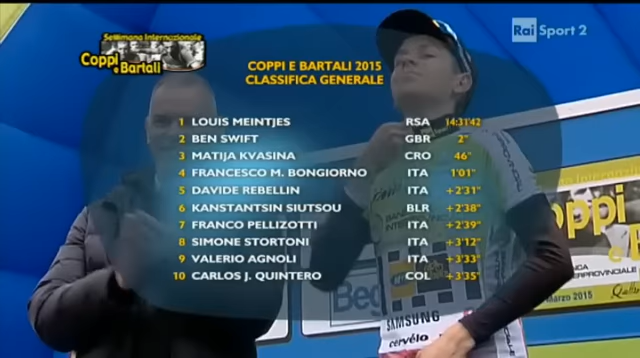 Settimana Internazionale
Coppi e Bartali
Rai Sport 2
COPPI E BARTALI 2015
CLASSIFICA GENERALE
1 LOUIS MEINTJES RSA 14:31'42
2 BEN SWIFT GBR 2"
3 MATIJA KVASINA CRO 46"
4 FRANCESCO M. BONGIORNO ITA 1'01"
5 DAVIDE REBELLIN ITA +2'31"
6 KANSTANTSIN SIUTSOU BLR +2'38"
7 FRANCO PELLIZOTTI ITA +2'39"
8 SIMONE STORTONI ITA +3'12"
9 VALERIO AGNOLI ITA +3'33"
10 CARLOS J. QUINTERO COL +3'35"
Coppi
Marzo 2015
Beg
SAMSUNG
cervélo